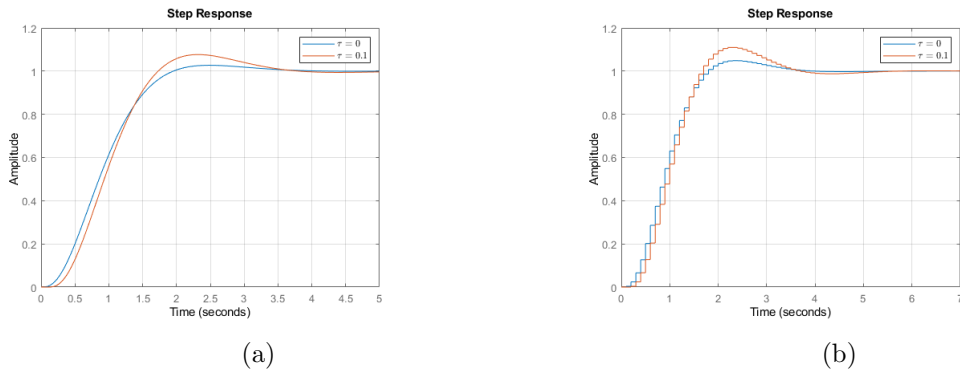 Step Response
1.2
1
0.8
0.6
0.4
0.2
0
Amplitude
τ = 0
τ = 0.1
0 0.5 1 1.5 2 2.5 3 3.5 4 4.5 5
Time (seconds)
(a)
Step Response
1.2
1
0.8
0.6
0.4
0.2
0
Amplitude
τ = 0
τ = 0.1
0 1 2 3 4 5 6 7
Time (seconds)
(b)